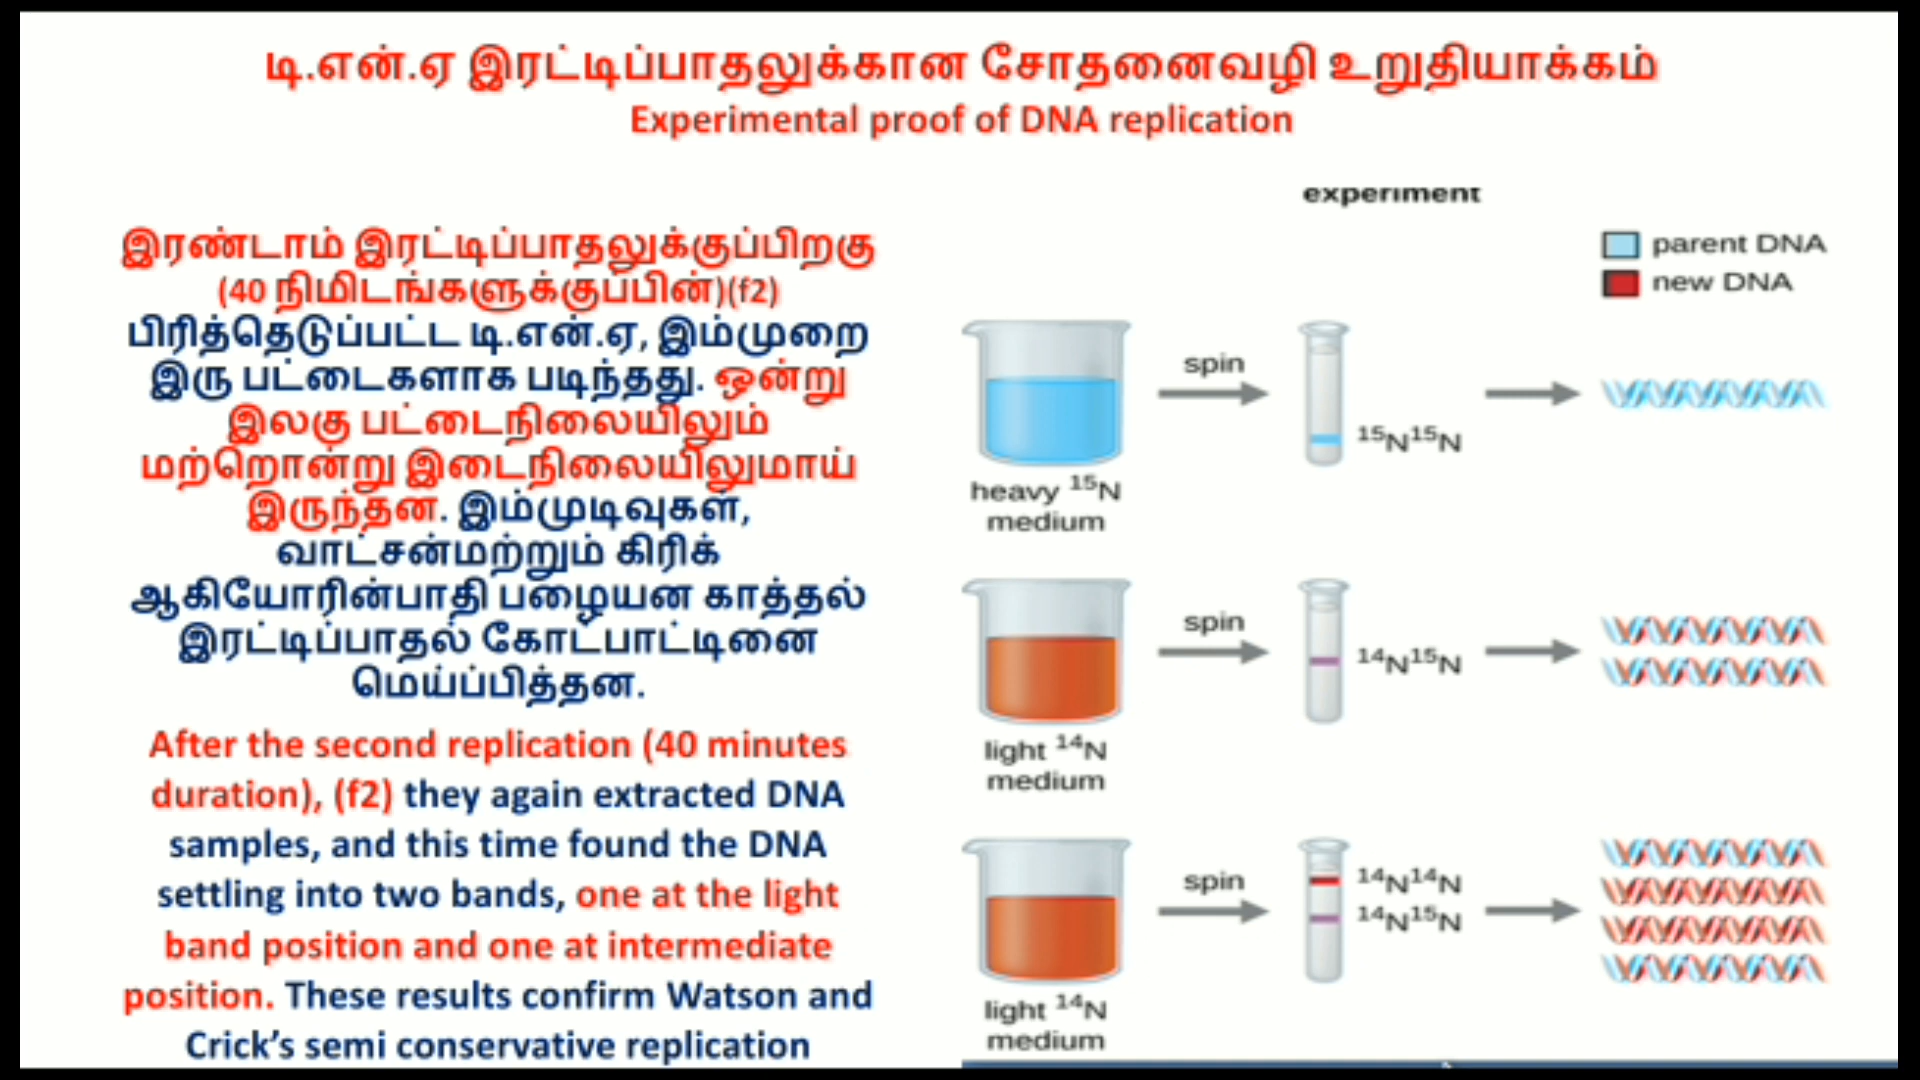 டி.என்.ஏ இரட்டிப்பாதலுக்கான சோதனைவழி உறுதியாக்கம்
Experimental proof of DNA replication
இரண்டாம் இரட்டிப்பாதலுக்குப்பிறகு
(40 நிமிடங்களுக்குப்பின்)(f2)
பிரித்தெடுப்பட்ட டி.என்.ஏ, இம்முறை
இரு பட்டைகளாக படிந்தது. ஒன்று
இலகு பட்டைநிலையிலும்
மற்றொன்று இடைநிலையிலுமாய்
இருந்தன. இம்முடிவுகள்,
வாட்சன்மற்றும் கிரிக்
ஆகியோரின்பாதி பழையன காத்தல்
இரட்டிப்பாதல் கோட்பாட்டினை
மெய்ப்பித்தன.
After the second replication (40 minutes
duration), (f2) they again extracted DNA
samples, and this time found the DNA
settling into two bands, one at the light
band position and one at intermediate
position. These results confirm Watson and
Crick's semi conservative replication
experiment
parent DNA
new DNA
spin
¹⁵N¹⁵N
heavy ¹⁵N
medium
spin
¹⁴N¹⁵N
light ¹⁴N
medium
spin
¹⁴N¹⁴N
¹⁴N¹⁵N
light ¹⁴N
medium